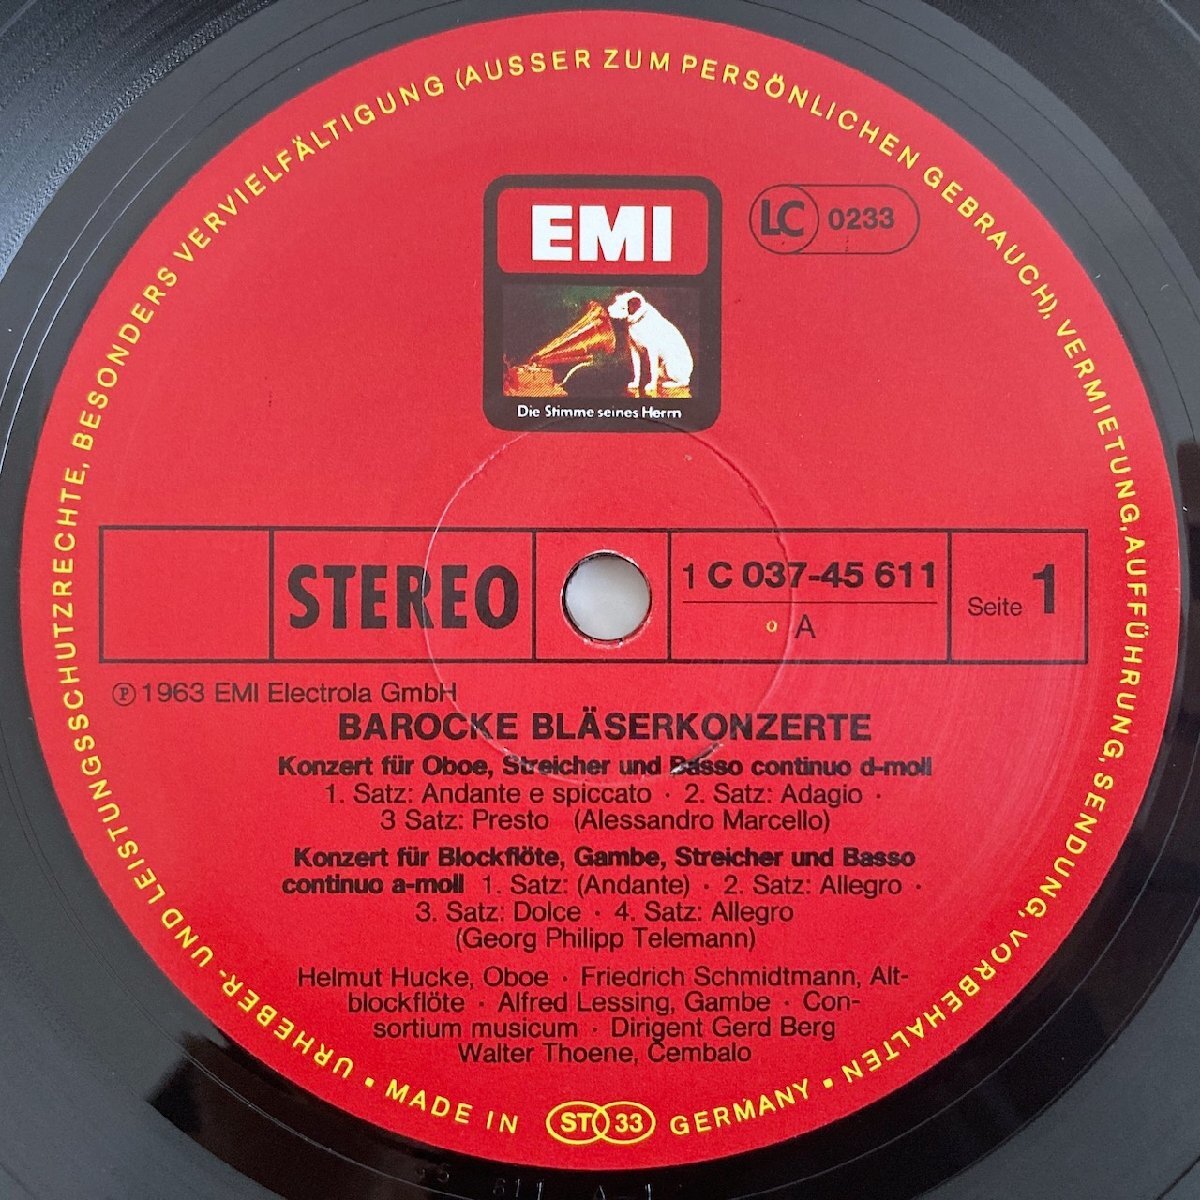 URHEBER- UND LEISTUNGSSCHUTZRECHTE, BESONDERS VERVIELFÄLTIGUNG (AUSSER ZUM PERSÖNLICHEN GEBRAUCH), VERMIETUNG, AUFFÜHRUNG, SENDUNG, VORBEHALTEN •
EMI
LC 0233
Die Stimme seines Herrn
STEREO
1 C 037-45 611
A
Seite 1
℗ 1963 EMI Electrola GmbH
BAROCKE BLÄSERKONZERTE
Konzert für Oboe, Streicher und Basso continuo d-moll
1. Satz: Andante e spiccato · 2. Satz: Adagio ·
3 Satz: Presto (Alessandro Marcello)
Konzert für Blockflöte, Gambe, Streicher und Basso
continuo a-moll 1. Satz: (Andante) · 2. Satz: Allegro ·
3. Satz: Dolce · 4. Satz: Allegro
(Georg Philipp Telemann)
Helmut Hucke, Oboe · Friedrich Schmidtmann, Alt-
blockflöte · Alfred Lessing, Gambe · Con-
sortium musicum · Dirigent Gerd Berg
Walter Thoene, Cembalo
• MADE IN ST 33 GERMANY